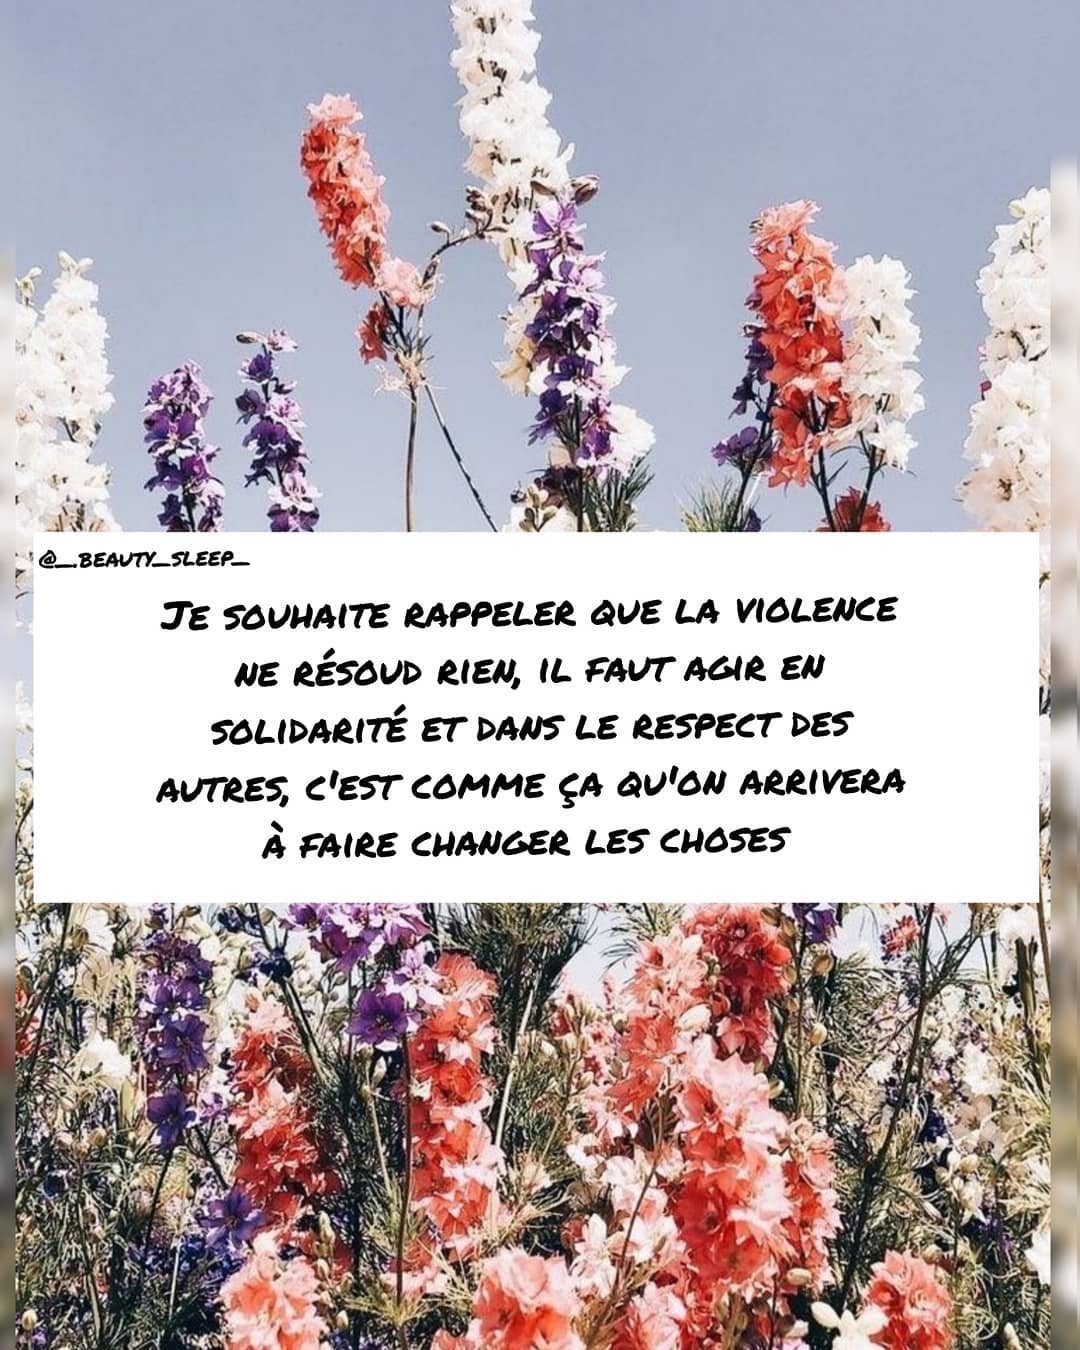 @_.BEAUTY_SLEEP_
JE SOUHAITE RAPPELER QUE LA VIOLENCE
NE RÉSOUD RIEN, IL FAUT AGIR EN
SOLIDARITÉ ET DANS LE RESPECT DES
AUTRES, C'EST COMME ÇA QU'ON ARRIVERA
À FAIRE CHANGER LES CHOSES